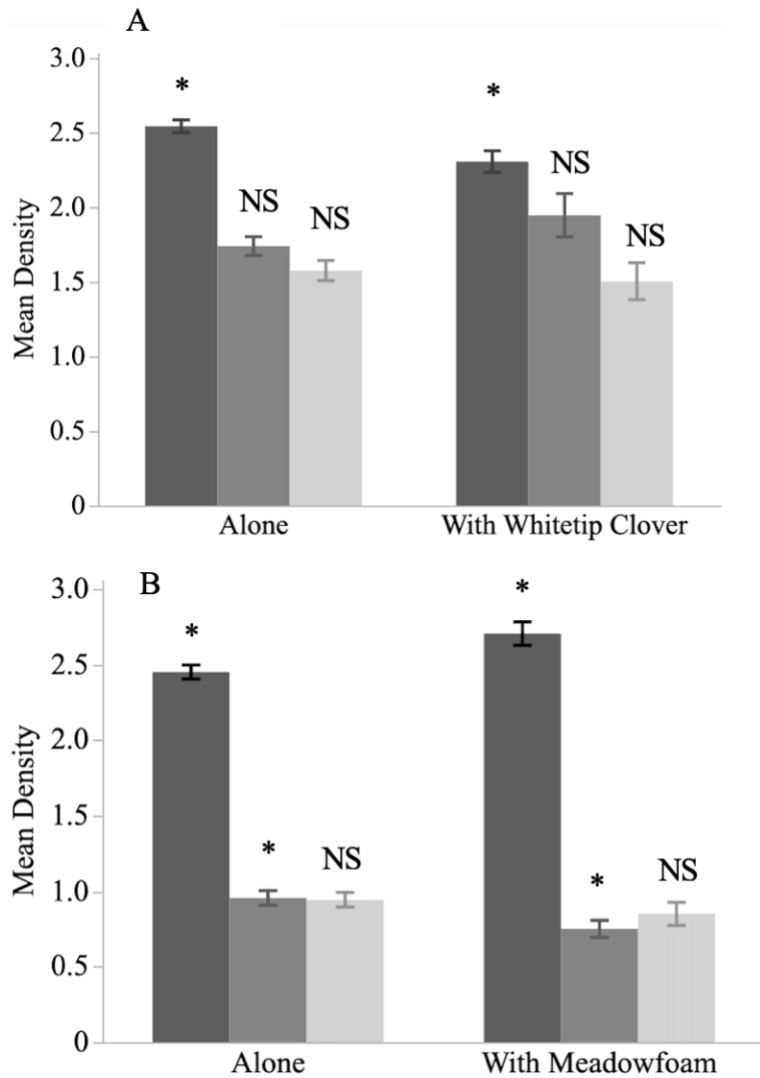 A
3.0
* *
2.5
NS
NS NS
2.0
NS
1.5
1.0
0.5
0
Mean Density
Alone With Whitetip Clover
B
3.0
*
*
2.5
2.0
1.5
* NS NS
1.0
*
0.5
0
Mean Density
Alone With Meadowfoam